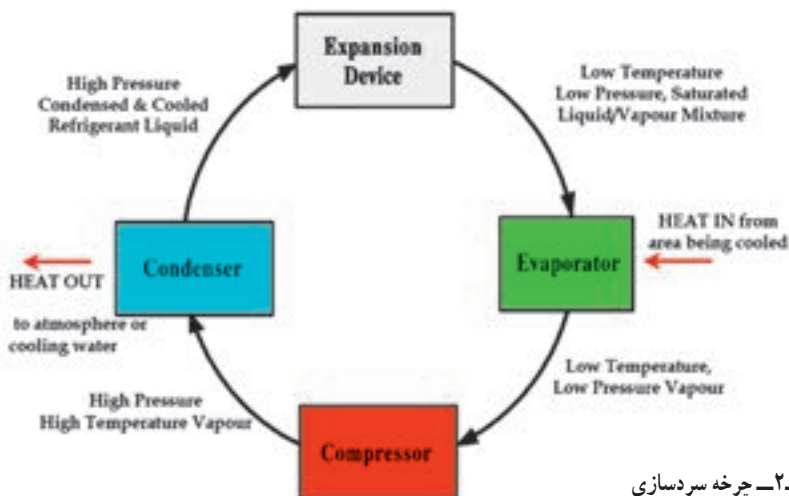 Expansion
Device
High Pressure
Condensed & Cooled
Refrigerant Liquid
Low Temperature
Low Pressure, Saturated
Liquid/Vapour Mixture
HEAT IN from
area being cooled
Condenser
Evaporator
HEAT OUT
to atmosphere or
cooling water
Low Temperature,
Low Pressure Vapour
High Pressure
High Temperature Vapour
Compressor
ـ2ـ چرخه سردسازی